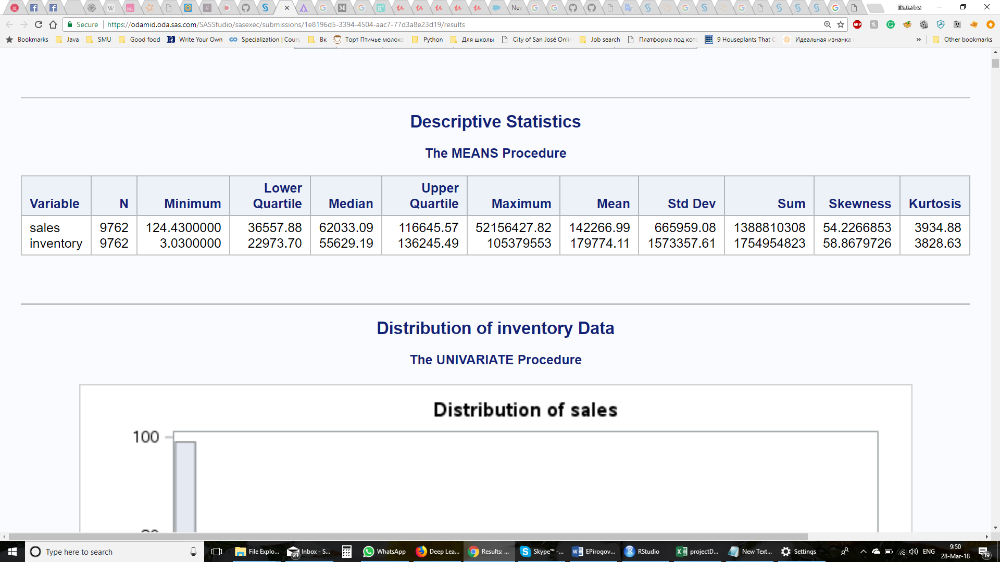 Nev
Ekaterina
Secure https://odamid.oda.sas.com/SASStudio/sasexec/submissions/1e8196d5-3394-4504-aac7-77d3a8e23d19/results
Bookmarks Java SMU Good food Write Your Own Specialization | Cours Вк Торт Птичье молоко Python Для школы City of San José Onlin Job search Платформа под кото 9 Houseplants That C Идеальная изнанка » Other bookmarks
Descriptive Statistics
The MEANS Procedure
Variable N Minimum Lower Quartile Median Upper Quartile Maximum Mean Std Dev Sum Skewness Kurtosis
sales 9762 124.4300000 36557.88 62033.09 116645.57 52156427.82 142266.99 665959.08 1388810308 54.2266853 3934.88
inventory 9762 3.0300000 22973.70 55629.19 136245.49 105379553 179774.11 1573357.61 1754954823 58.8679726 3828.63
Distribution of inventory Data
The UNIVARIATE Procedure
Distribution of sales
100
Type here to search
File Explo... Inbox - S... 21 WhatsApp Deep Lea... Results: ... Skype™ -... EPirogov... RStudio projectD... New Text... Settings
ENG
9:50
28-Mar-18
19